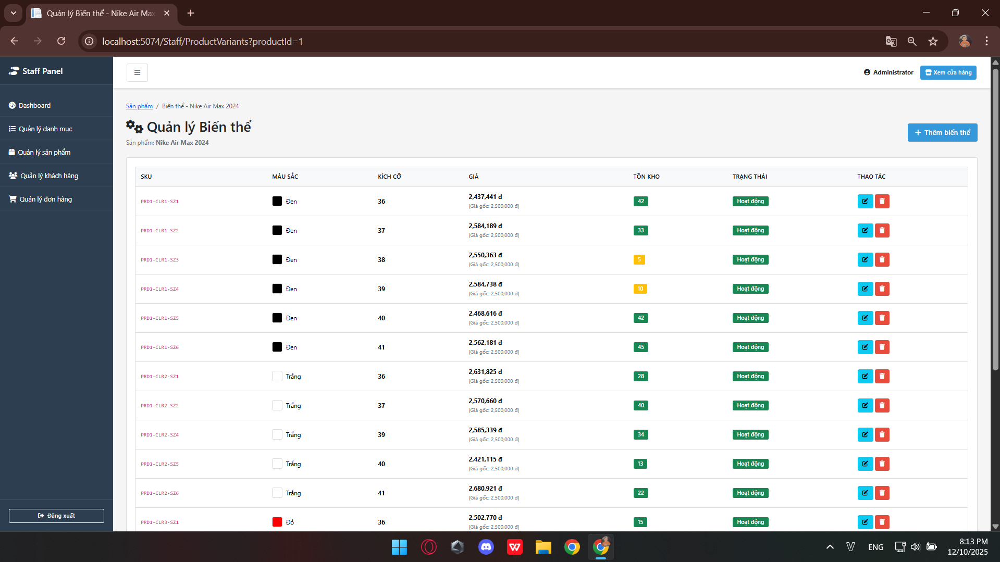 Quản lý Biến thể - Nike Air Max
localhost:5074/Staff/ProductVariants?productId=1
Staff Panel
Administrator
Xem cửa hàng
Dashboard
Quản lý danh mục
Quản lý sản phẩm
Quản lý khách hàng
Quản lý đơn hàng
Đăng xuất
Sản phẩm / Biến thể - Nike Air Max 2024
Quản lý Biến thể
Sản phẩm: Nike Air Max 2024
+ Thêm biến thể
SKU MÀU SẮC KÍCH CỠ GIÁ TỒN KHO TRẠNG THÁI THAO TÁC
PRD1-CLR1-SZ1 Đen 36 2,437,441 đ 42 Hoạt động
(Giá gốc: 2,500,000 đ)
PRD1-CLR1-SZ2 Đen 37 2,584,189 đ 33 Hoạt động
(Giá gốc: 2,500,000 đ)
PRD1-CLR1-SZ3 Đen 38 2,550,363 đ 5 Hoạt động
(Giá gốc: 2,500,000 đ)
PRD1-CLR1-SZ4 Đen 39 2,584,738 đ 10 Hoạt động
(Giá gốc: 2,500,000 đ)
PRD1-CLR1-SZ5 Đen 40 2,468,616 đ 42 Hoạt động
(Giá gốc: 2,500,000 đ)
PRD1-CLR1-SZ6 Đen 41 2,562,181 đ 45 Hoạt động
(Giá gốc: 2,500,000 đ)
PRD1-CLR2-SZ1 Trắng 36 2,631,825 đ 28 Hoạt động
(Giá gốc: 2,500,000 đ)
PRD1-CLR2-SZ2 Trắng 37 2,570,660 đ 40 Hoạt động
(Giá gốc: 2,500,000 đ)
PRD1-CLR2-SZ4 Trắng 39 2,585,339 đ 34 Hoạt động
(Giá gốc: 2,500,000 đ)
PRD1-CLR2-SZ5 Trắng 40 2,421,115 đ 13 Hoạt động
(Giá gốc: 2,500,000 đ)
PRD1-CLR2-SZ6 Trắng 41 2,680,921 đ 22 Hoạt động
(Giá gốc: 2,500,000 đ)
PRD1-CLR3-SZ1 Đỏ 36 2,502,770 đ 15 Hoạt động
(Giá gốc: 2,500,000 đ)
ENG
8:13 PM
12/10/2025